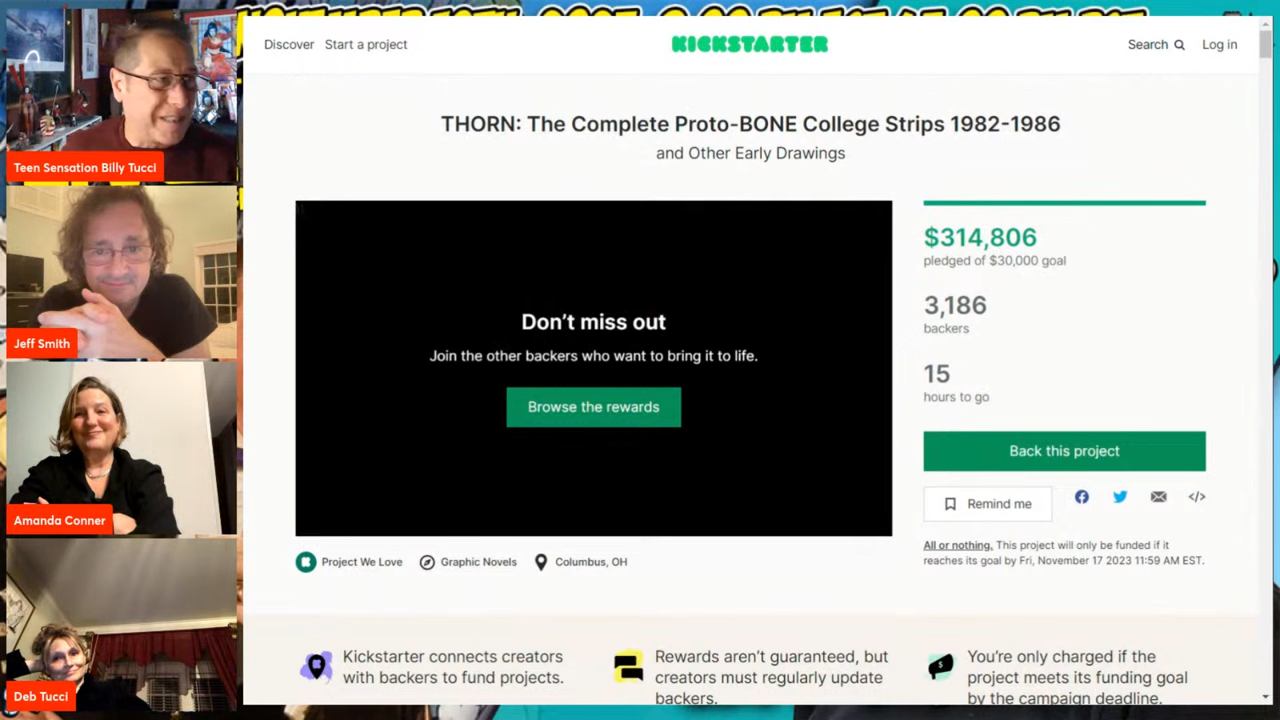 Discover
Start a project
KICKSTARTER
Search
Log in
THORN: The Complete Proto-BONE College Strips 1982-1986
and Other Early Drawings
Teen Sensation Billy Tucci
Jeff Smith
Amanda Conner
Deb Tucci
Don't miss out
Join the other backers who want to bring it to life.
Browse the rewards
$314,806
pledged of $30,000 goal
3,186
backers
15
hours to go
Back this project
Remind me
</>
All or nothing. This project will only be funded if it
reaches its goal by Fri, November 17 2023 11:59 AM EST.
Project We Love
Graphic Novels
Columbus, OH
Kickstarter connects creators
with backers to fund projects.
Rewards aren't guaranteed, but
creators must regularly update
backers.
You're only charged if the
project meets its funding goal
by the campaign deadline.